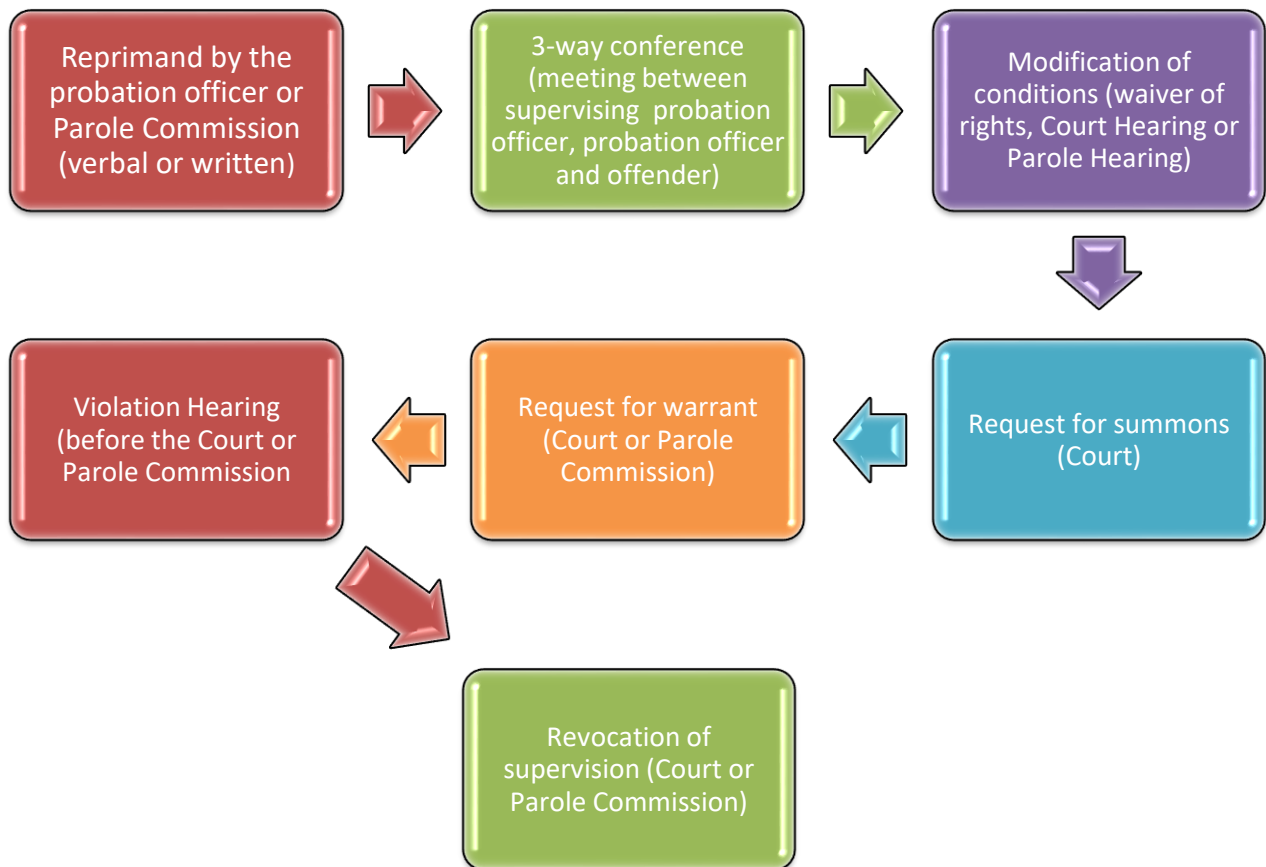 Reprimand by the
probation officer or
Parole Commission
(verbal or written)
3-way conference
(meeting between
supervising probation
officer, probation officer
and offender)
Modification of
conditions (waiver of
rights, Court Hearing or
Parole Hearing)
Request for summons
(Court)
Request for warrant
(Court or Parole
Commission)
Violation Hearing
(before the Court or
Parole Commission
Revocation of
supervision (Court or
Parole Commission)